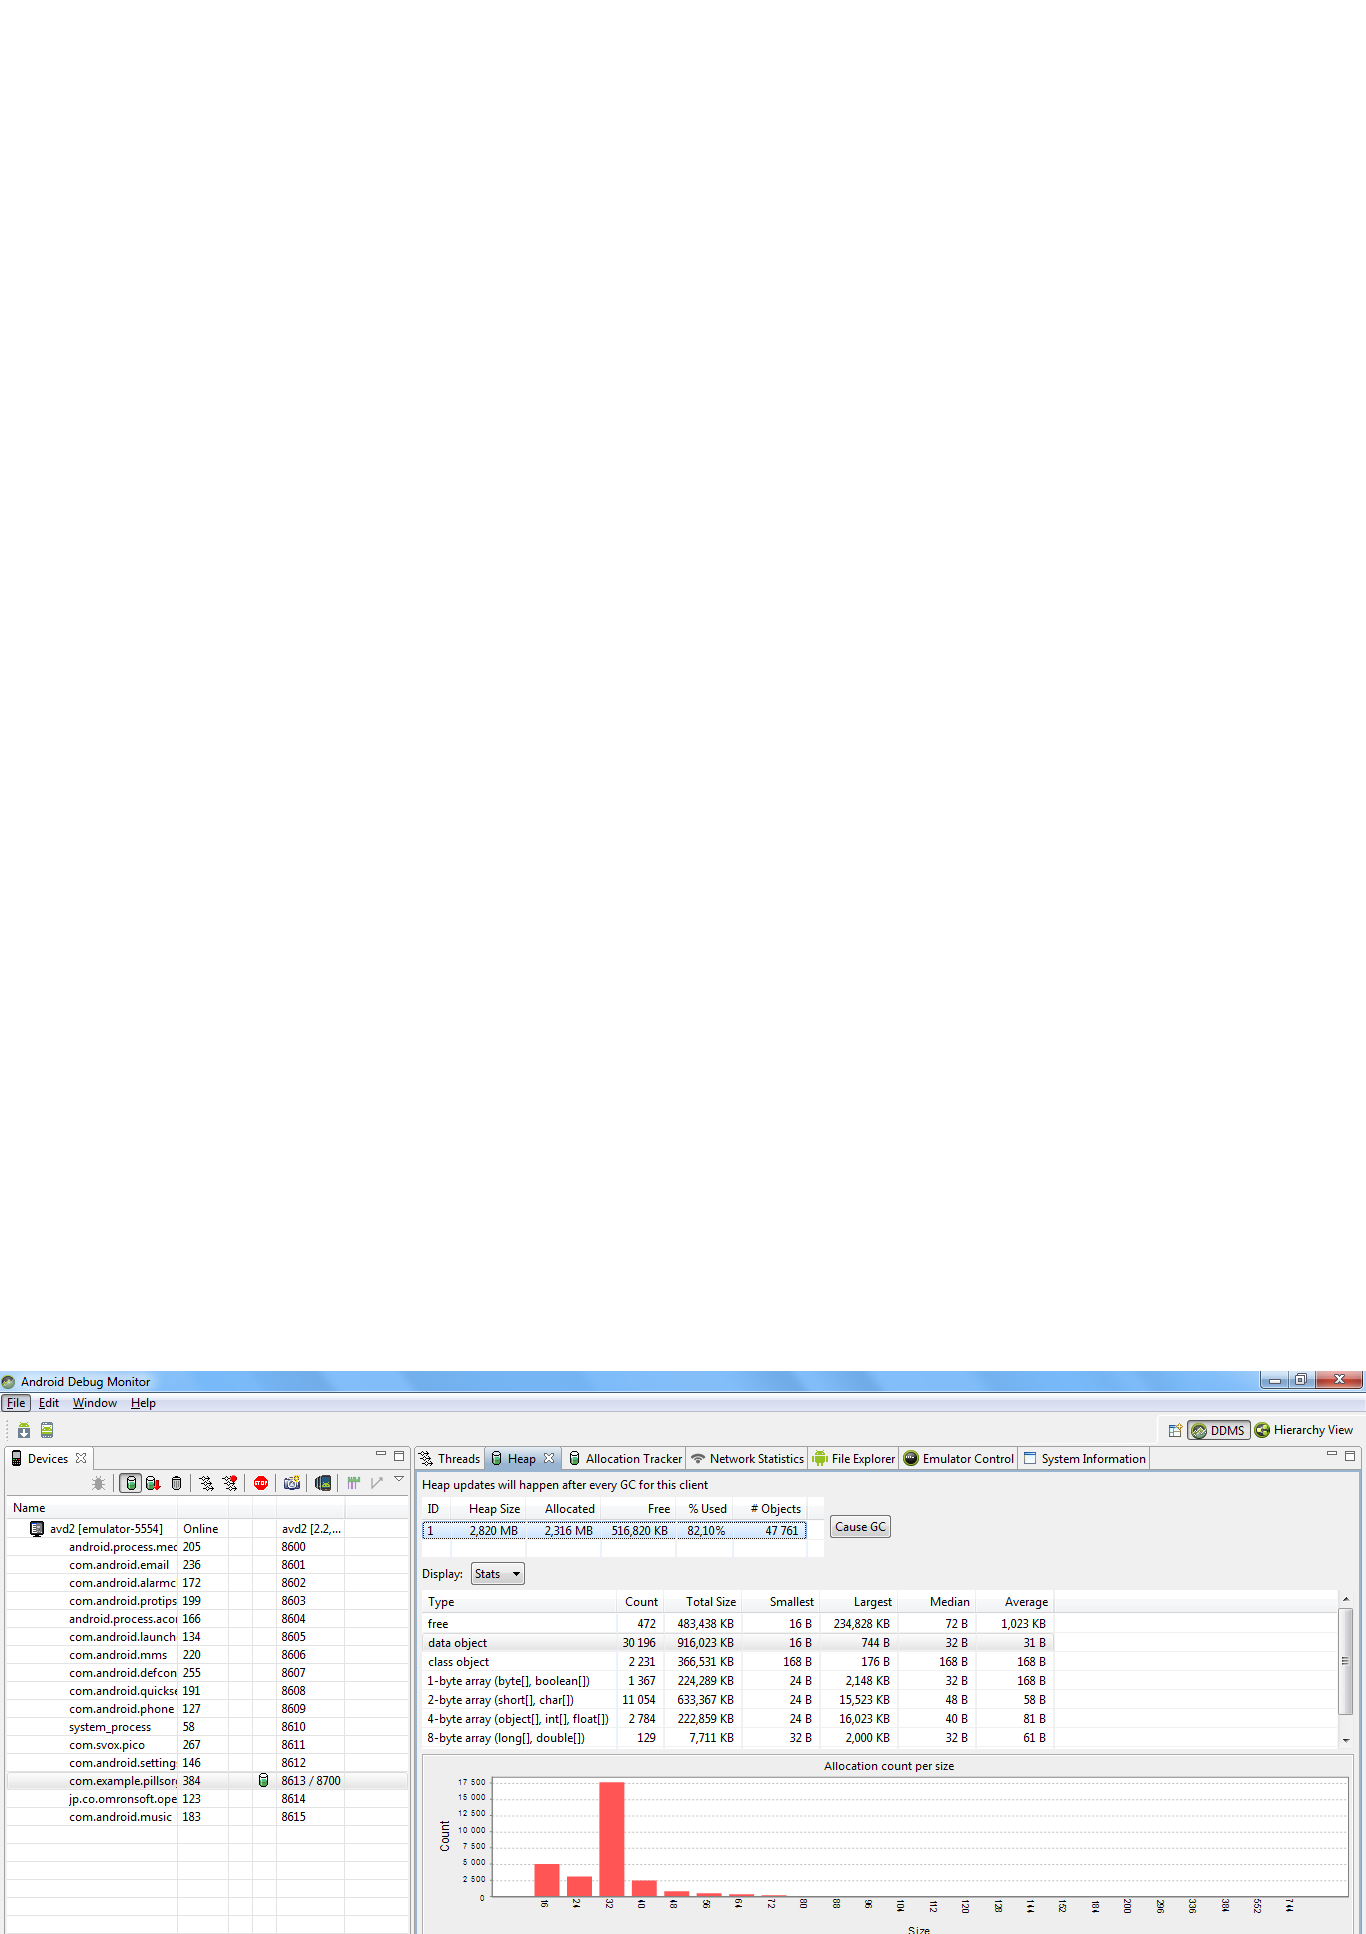 Android Debug Monitor
File Edit Window Help
DDMS Hierarchy View
Devices
Name
avd2 [emulator-5554] Online avd2 [2.2,...
android.process.mec 205 8600
com.android.email 236 8601
com.android.alarmc 172 8602
com.android.protips 199 8603
android.process.acor 166 8604
com.android.launch 134 8605
com.android.mms 220 8606
com.android.defcon 255 8607
com.android.quickse 191 8608
com.android.phone 127 8609
system_process 58 8610
com.svox.pico 267 8611
com.android.setting 146 8612
com.example.pillsor 384 8613 / 8700
jp.co.omronsoft.ope 123 8614
com.android.music 183 8615
Threads Heap Allocation Tracker Network Statistics File Explorer Emulator Control System Information
Heap updates will happen after every GC for this client
ID Heap Size Allocated Free % Used # Objects
1 2,820 MB 2,316 MB 516,820 KB 82,10% 47 761
Cause GC
Display: Stats
Type Count Total Size Smallest Largest Median Average
free 472 483,438 KB 16 B 234,828 KB 72 B 1,023 KB
data object 30 196 916,023 KB 16 B 744 B 32 B 31 B
class object 2 231 366,531 KB 168 B 176 B 168 B 168 B
1-byte array (byte[], boolean[]) 1 367 224,289 KB 24 B 2,148 KB 32 B 168 B
2-byte array (short[], char[]) 11 054 633,367 KB 24 B 15,523 KB 48 B 58 B
4-byte array (object[], int[], float[]) 2 784 222,859 KB 24 B 16,023 KB 40 B 81 B
8-byte array (long[], double[]) 129 7,711 KB 32 B 2,000 KB 32 B 61 B
Allocation count per size
Count
17 500
15 000
12 500
10 000
7 500
5 000
2 500
0
16 24 32 40 48 56 64 72 80 88 96 104 112 120 128 144 152 184 200 296 336 384 552 744
Size